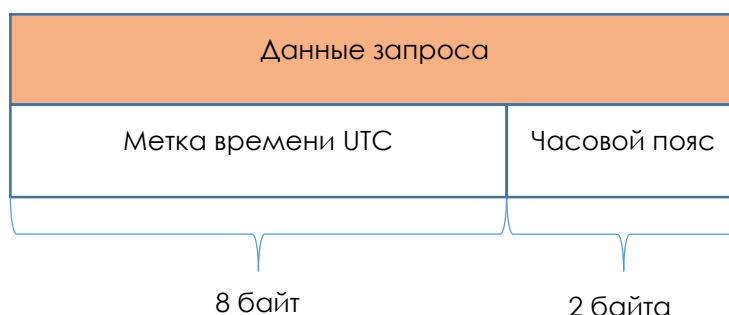 Данные запроса
Метка времени UTC
Часовой пояс
8 байт
2 байта